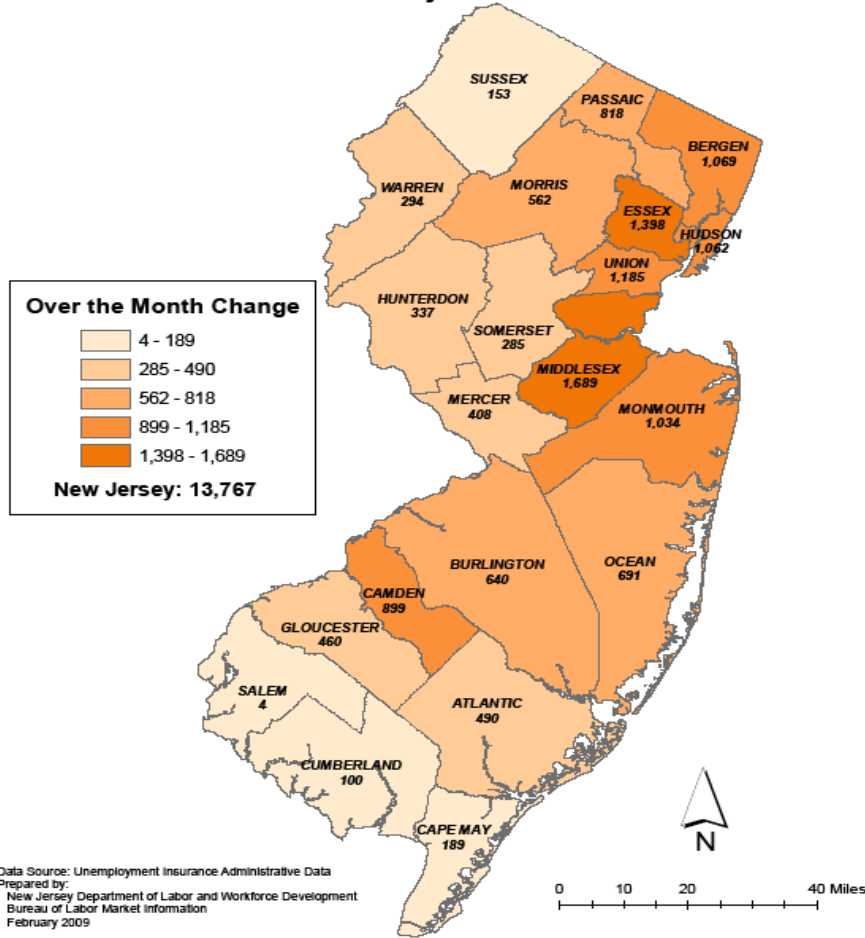 SUSSEX
153
PASSAIC
818
BERGEN
1,069
WARREN
294
MORRIS
562
ESSEX
1,398
HUDSON
1,062
UNION
1,185
HUNTERDON
337
SOMERSET
285
MIDDLESEX
1,689
MERCER
408
MONMOUTH
1,034
Over the Month Change
4 - 189
285 - 490
562 - 818
899 - 1,185
1,398 - 1,689
New Jersey: 13,767
BURLINGTON
640
OCEAN
691
CAMDEN
899
GLOUCESTER
460
SALEM
4
ATLANTIC
490
CUMBERLAND
100
CAPE MAY
189
N
Data Source: Unemployment Insurance Administrative Data
Prepared by:
New Jersey Department of Labor and Workforce Development
Bureau of Labor Market Information
February 2009
0 10 20 40 Miles